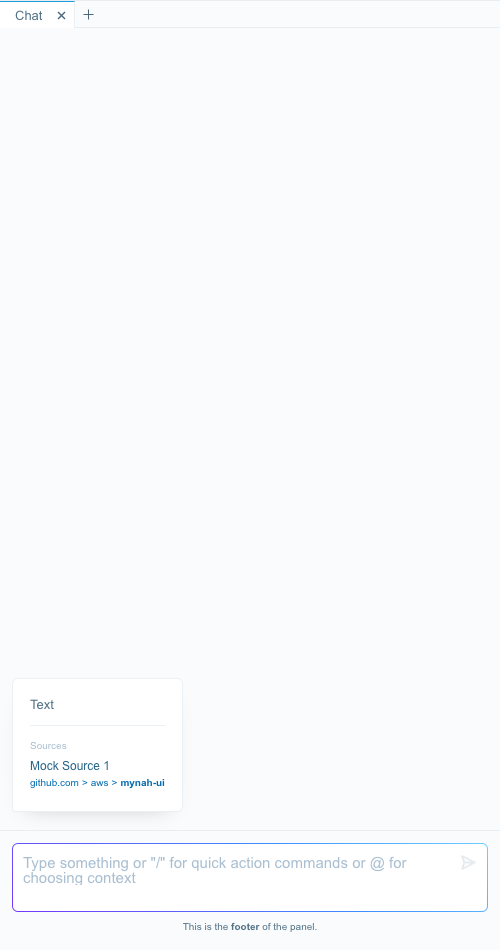 Chat
Text
Sources
Mock Source 1
github.com > aws > mynah-ui
Type something or "/" for quick action commands or @ for
choosing context
This is the footer of the panel.